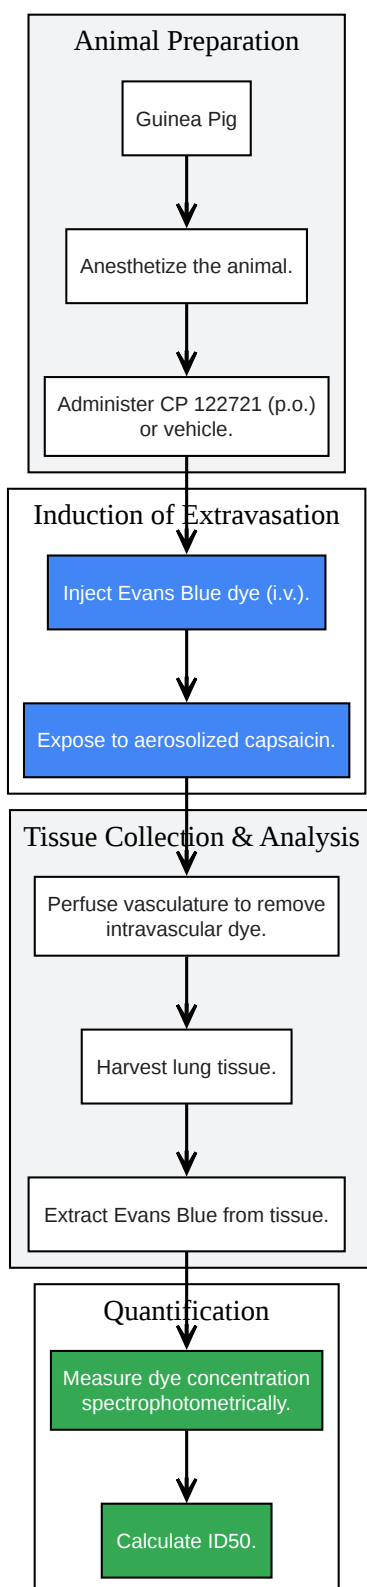 Animal Preparation
Guinea Pig
Anesthetize the animal.
Administer CP 122721 (p.o.)
or vehicle.
Induction of Extravasation
Inject Evans Blue dye (i.v.).
Expose to aerosolized capsaicin.
Tissue Collection & Analysis
Perfuse vasculature to remove
intravascular dye.
Harvest lung tissue.
Extract Evans Blue from tissue.
Quantification
Measure dye concentration
spectrophotometrically.
Calculate ID50.